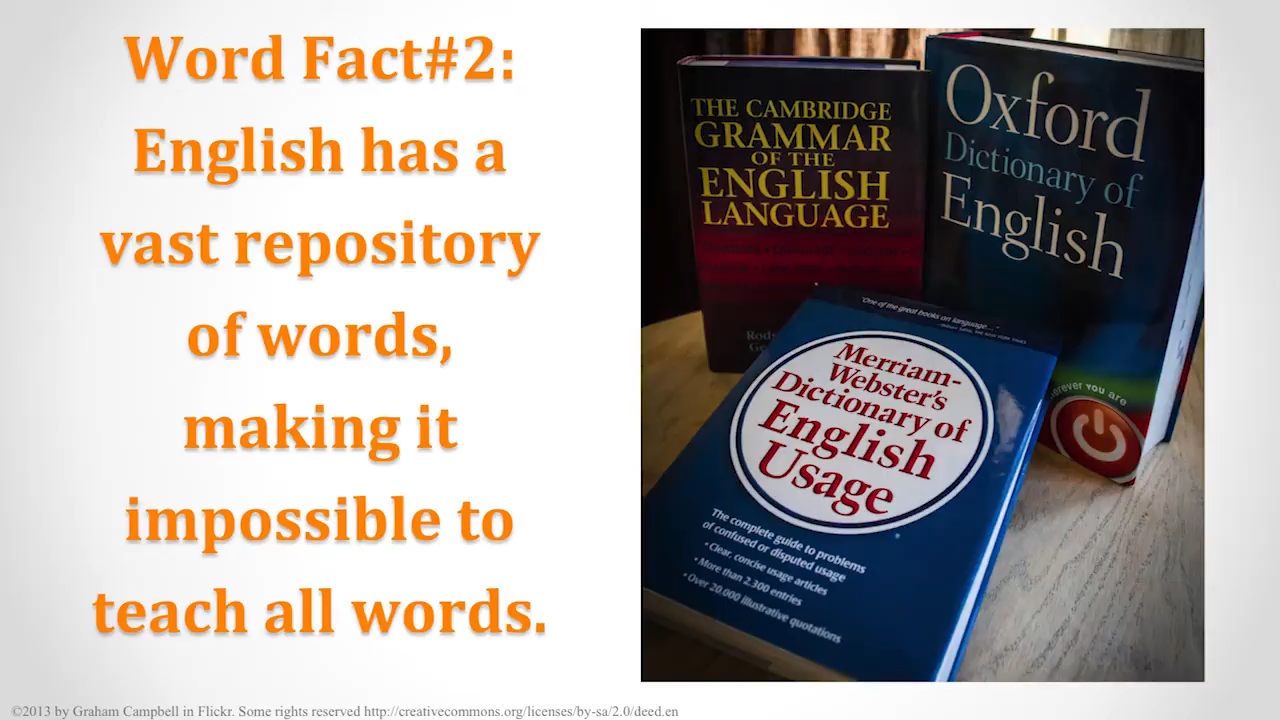 Word Fact#2:
English has a
vast repository
of words,
making it
impossible to
teach all words.
THE CAMBRIDGE
GRAMMAR
OF THE
ENGLISH
LANGUAGE
Oxford
Dictionary of
English
wherever you are
"One of the great books on language..."
Merriam-
Webster's
Dictionary of
English
Usage
The complete guide to problems
of confused or disputed usage
• Clear, concise usage articles
• More than 2,300 entries
• Over 20,000 illustrative quotations
©2013 by Graham Campbell in Flickr. Some rights reserved http://creativecommons.org/licenses/by-sa/2.0/deed.en